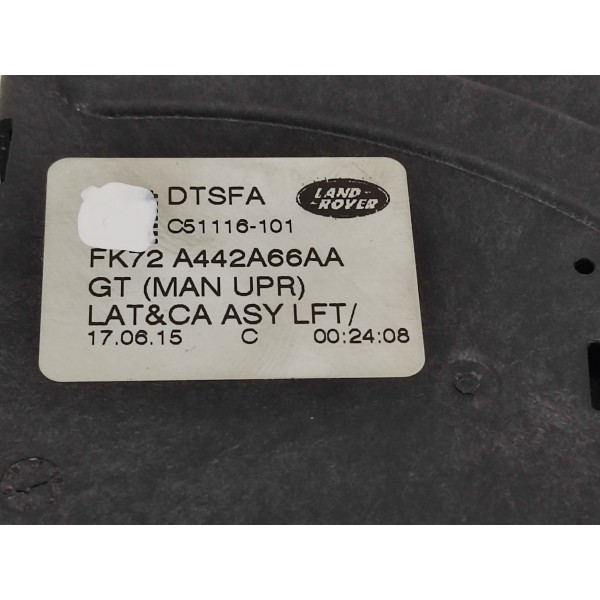 DTSFA
LAND-
-ROVER
C51116-101
FK72 A442A66AA
GT (MAN UPR)
LAT&CA ASY LFT/
17.06.15 C 00:24:08